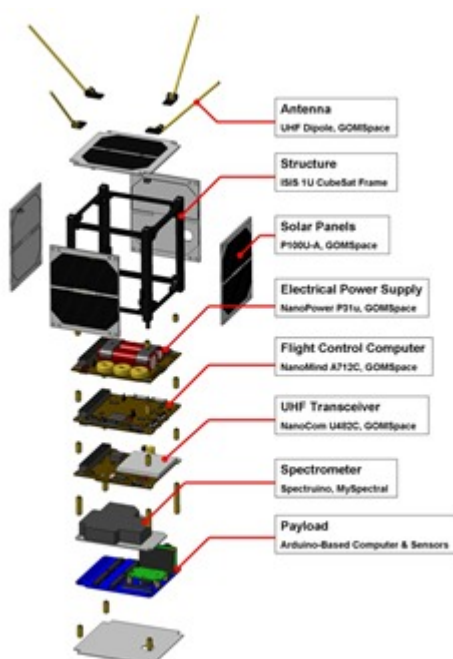 Antenna
UHF Dipole, GOMSpace
Structure
ISIS 1U CubeSat Frame
Solar Panels
P100U-A, GOMSpace
Electrical Power Supply
NanoPower P31u, GOMSpace
Flight Control Computer
NanoMind A712C, GOMSpace
UHF Transceiver
NanoCom U482C, GOMSpace
Spectrometer
Spectruino, MySpectral
Payload
Arduino-Based Computer & Sensors